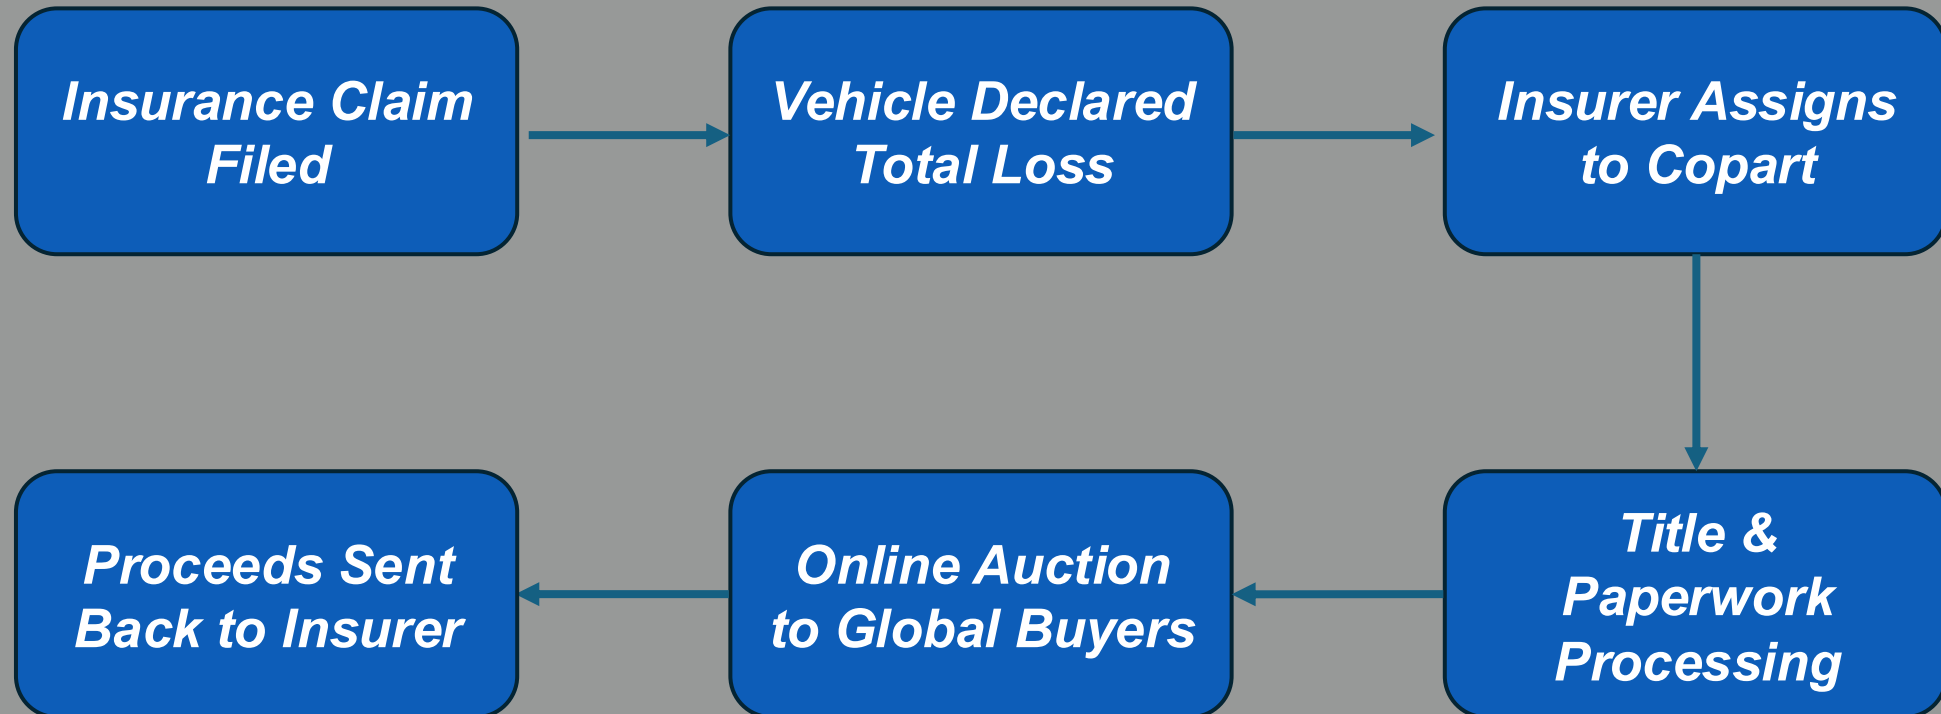 Insurance Claim
Filed
Vehicle Declared
Total Loss
Insurer Assigns
to Copart
Title &
Paperwork
Processing
Online Auction
to Global Buyers
Proceeds Sent
Back to Insurer